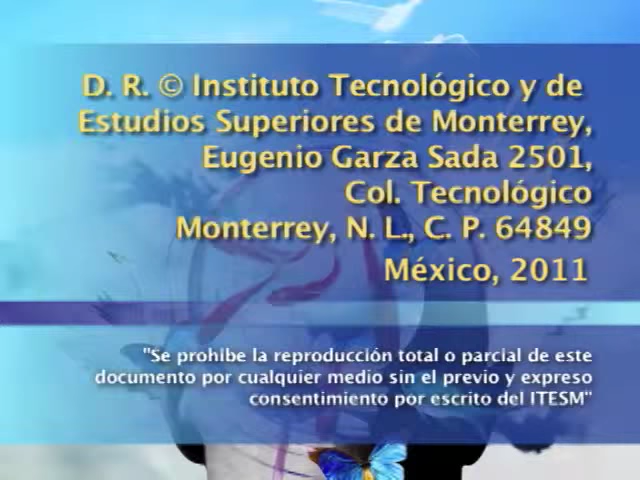 D. R. © Instituto Tecnológico y de
Estudios Superiores de Monterrey,
Eugenio Garza Sada 2501,
Col. Tecnológico
Monterrey, N. L., C. P. 64849
México, 2011
"Se prohibe la reproducción total o parcial de este
documento por cualquier medio sin el previo y expreso
consentimiento por escrito del ITESM"